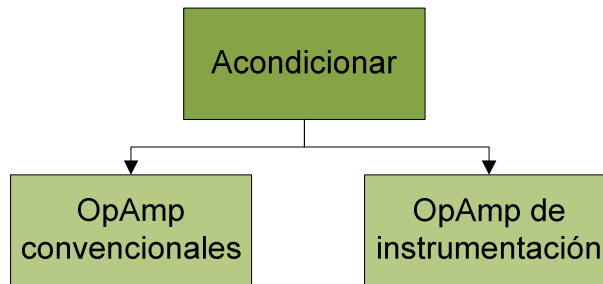 Acondicionar
OpAmp
convencionales
OpAmp de
instrumentación